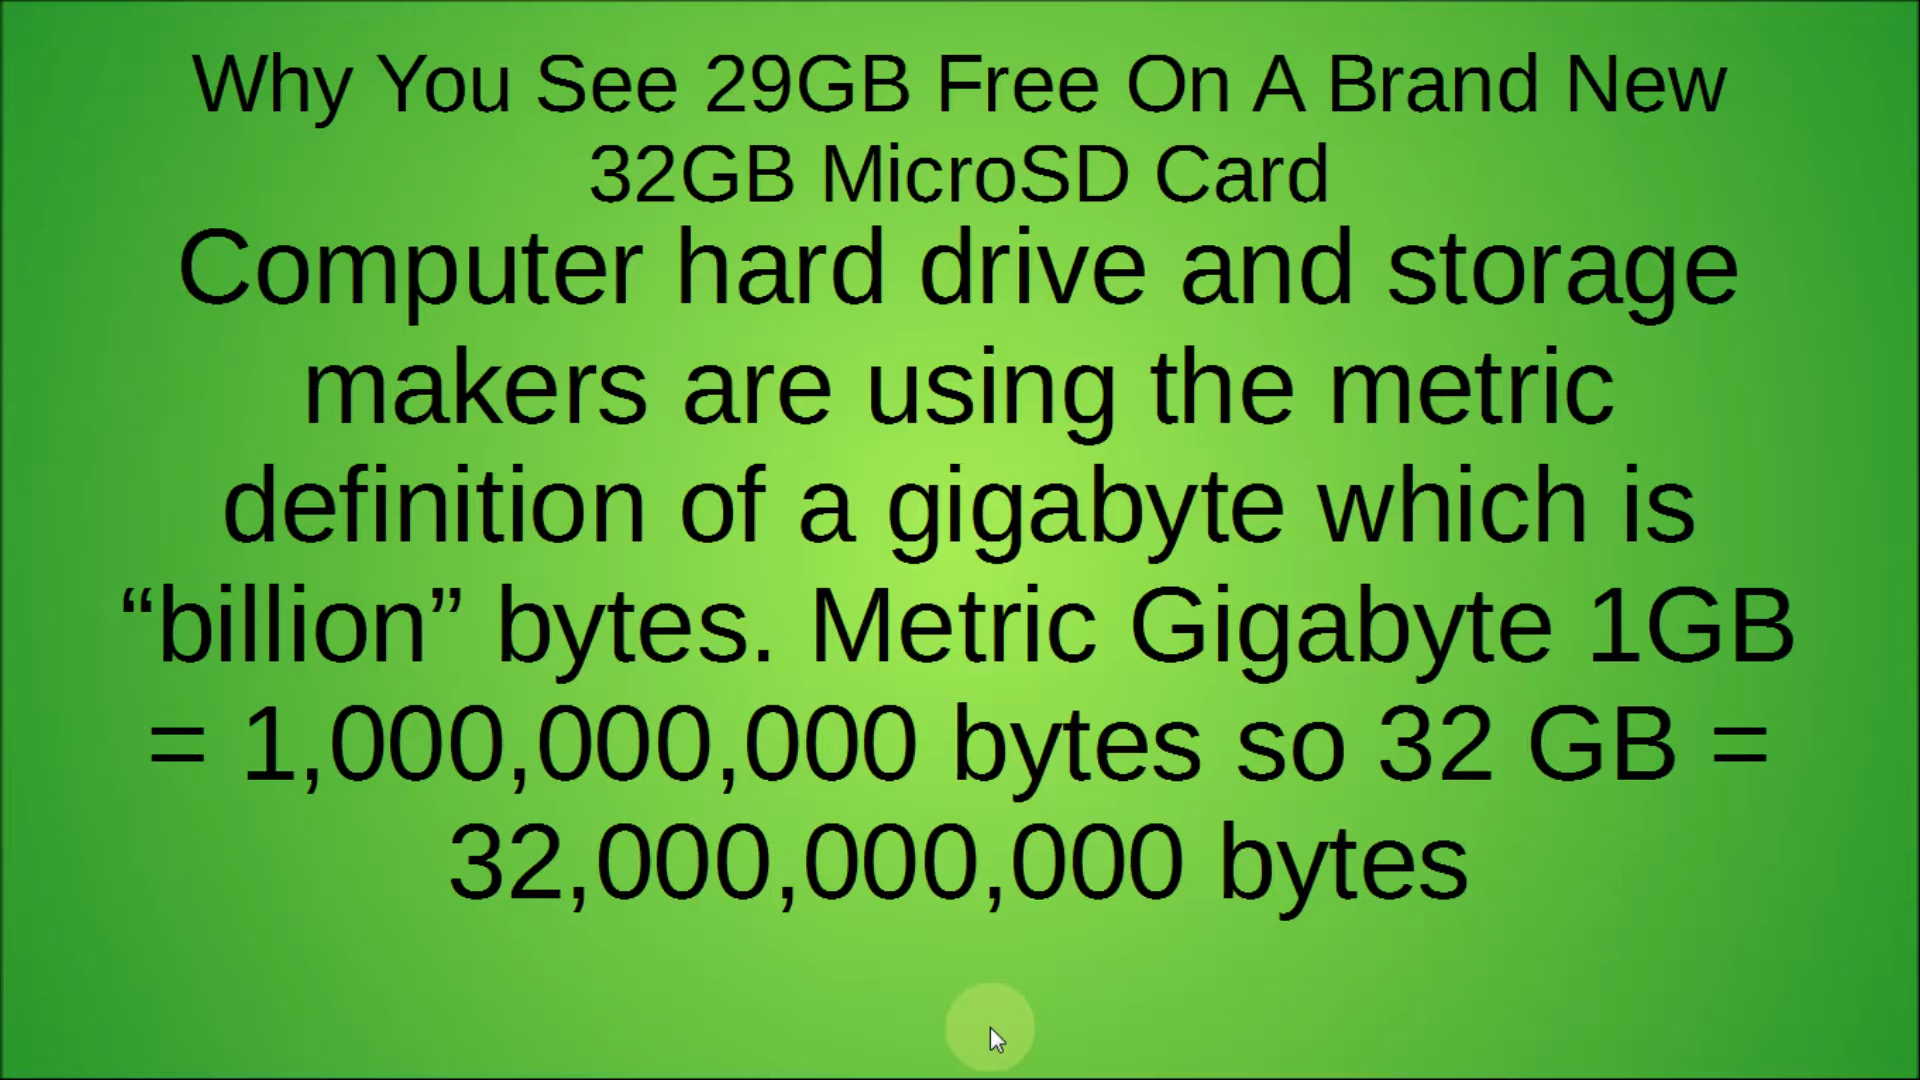 Why You See 29GB Free On A Brand New
32GB MicroSD Card
Computer hard drive and storage
makers are using the metric
definition of a gigabyte which is
“billion” bytes. Metric Gigabyte 1GB
= 1,000,000,000 bytes so 32 GB =
32,000,000,000 bytes